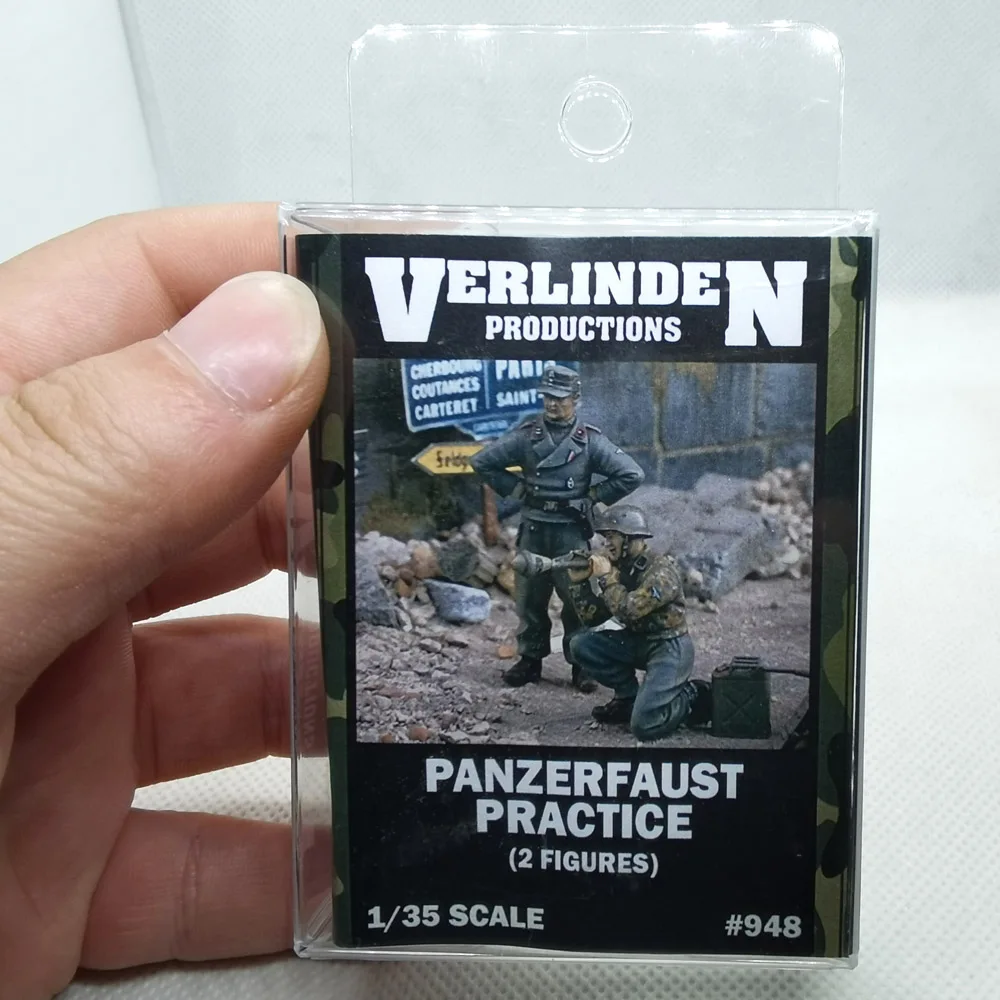 VERLINDEN
PRODUCTIONS
CHERBOURG
COUTANCES
CARTERET
PARIS
SAINT-
PANZERFAUST
PRACTICE
(2 FIGURES)
1/35 SCALE
#948